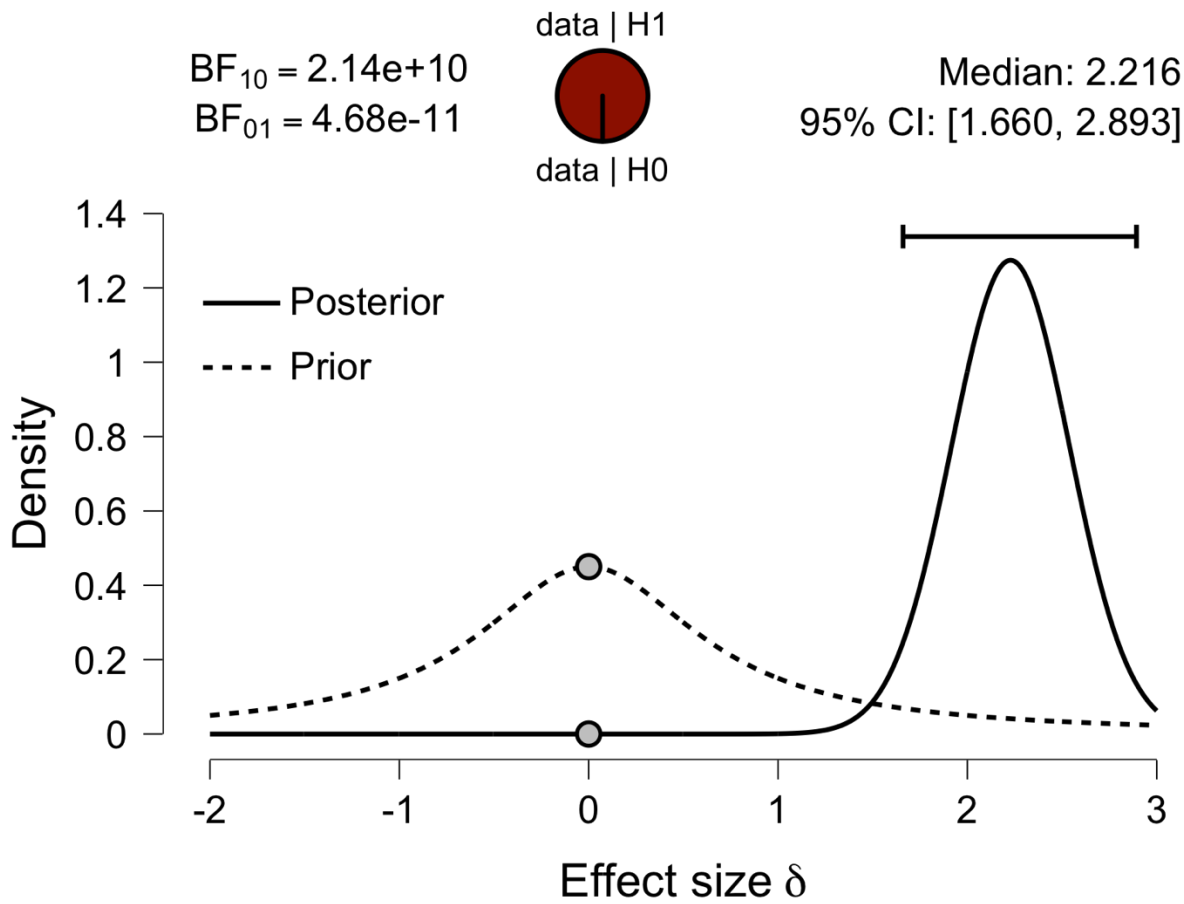 data | H1
BF₁₀ = 2.14e+10
BF₀₁ = 4.68e-11
Median: 2.216
95% CI: [1.660, 2.893]
data | H0
1.4
1.2
1
0.8
0.6
0.4
0.2
0
Density
Posterior
Prior
-2 -1 0 1 2 3
Effect size δ